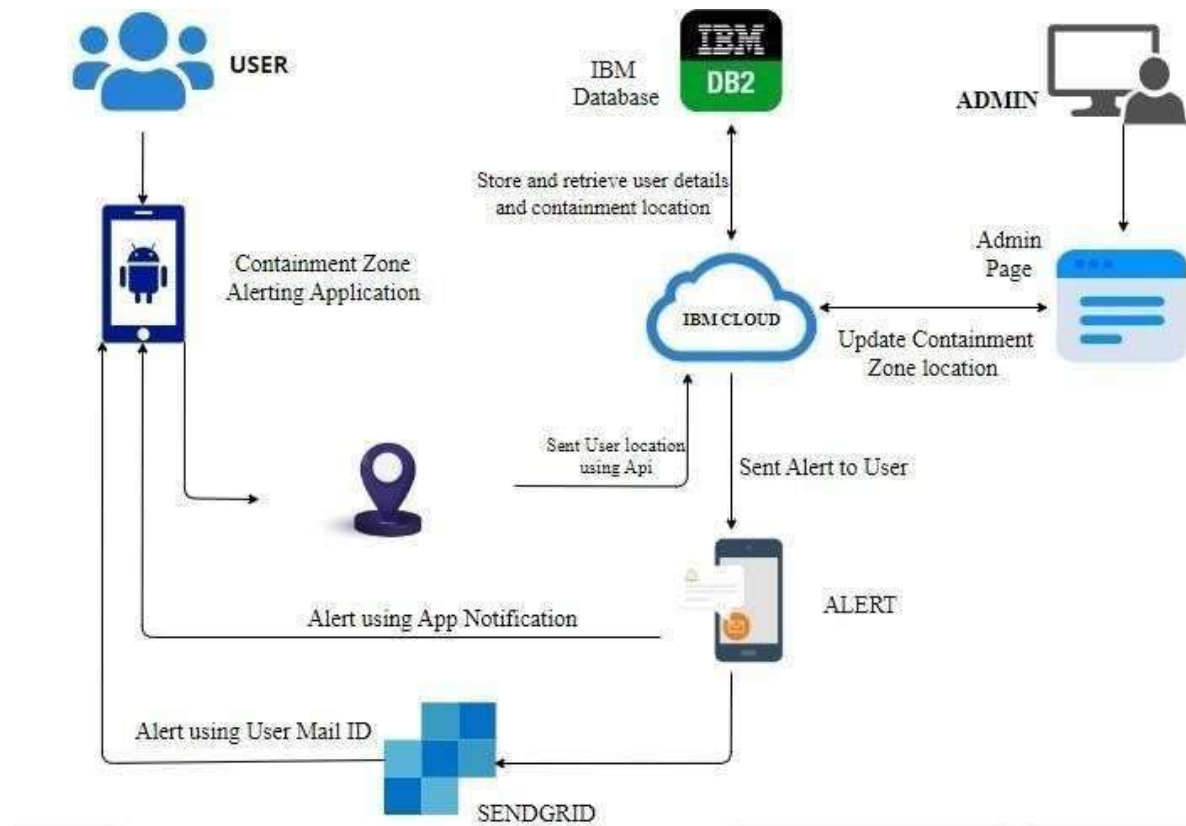 USER
IBM
Database
IBM
DB2
ADMIN
Store and retrieve user details
and containment location
Containment Zone
Alerting Application
Admin
Page
IBM CLOUD
Update Containment
Zone location
Sent User location
using Api
Sent Alert to User
ALERT
Alert using App Notification
Alert using User Mail ID
SENDGRID